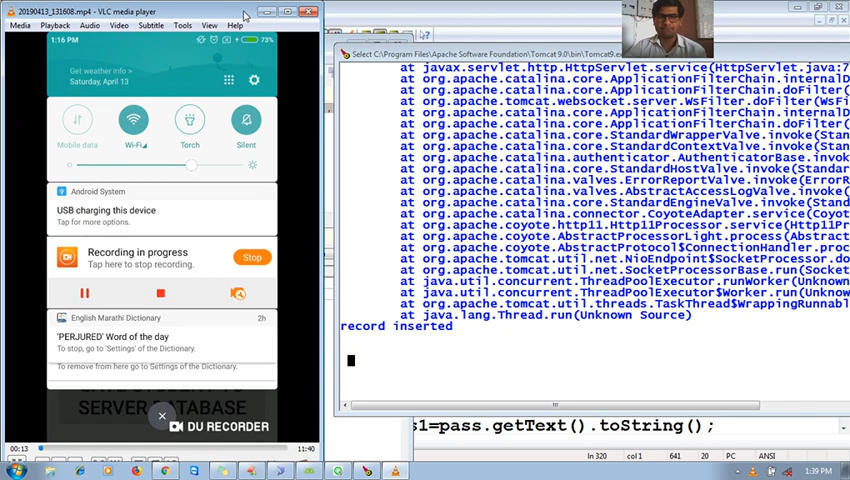 20190413_131608.mp4 - VLC media player
Media Playback Audio Video Subtitle Tools View Help
1:16 PM 73%
Get weather info >
Saturday, April 13
Mobile data Wi-Fi Torch Silent
Android System
USB charging this device
Tap for more options.
Recording in progress
Tap here to stop recording.
Stop
English Marathi Dictionary 2h
'PERJURED' Word of the day
To stop, go to 'Settings' of the Dictionary.
To remove from here go to Settings of the Dictionary.
SERVER DATABASE
DU RECORDER
00:13 11:40
Select C:\Program Files\Apache Software Foundation\Tomcat 9.0\bin\Tomcat9.e
at javax.servlet.http.HttpServlet.service(HttpServlet.java:7
at org.apache.catalina.core.ApplicationFilterChain.internalD
at org.apache.catalina.core.ApplicationFilterChain.doFilter(
at org.apache.tomcat.websocket.server.WsFilter.doFilter(WsFi
at org.apache.catalina.core.ApplicationFilterChain.internalD
at org.apache.catalina.core.ApplicationFilterChain.doFilter(
at org.apache.catalina.core.StandardWrapperValve.invoke(Stan
at org.apache.catalina.core.StandardContextValve.invoke(Stan
at org.apache.catalina.authenticator.AuthenticatorBase.invok
at org.apache.catalina.core.StandardHostValve.invoke(Standar
at org.apache.catalina.valves.ErrorReportValve.invoke(ErrorR
at org.apache.catalina.valves.AbstractAccessLogValve.invoke(
at org.apache.catalina.core.StandardEngineValve.invoke(Stand
at org.apache.catalina.connector.CoyoteAdapter.service(Coyot
at org.apache.coyote.http11.Http11Processor.service(Http11Pr
at org.apache.coyote.AbstractProcessorLight.process(Abstract
at org.apache.coyote.AbstractProtocol$ConnectionHandler.proc
at org.apache.tomcat.util.net.NioEndpoint$SocketProcessor.do
at org.apache.tomcat.util.net.SocketProcessorBase.run(Socket
at java.util.concurrent.ThreadPoolExecutor.runWorker(Unknown
at java.util.concurrent.ThreadPoolExecutor$Worker.run(Unknow
at org.apache.tomcat.util.threads.TaskThread$WrappingRunnabl
at java.lang.Thread.run(Unknown Source)
record inserted
s1=pass.getText().toString();
ln 320 col 1 641 20 PC ANSI
1:39 PM